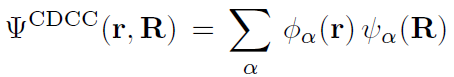 Ψ^CDCC(r, R) = ∑_α ϕ_α(r) ψ_α(R)